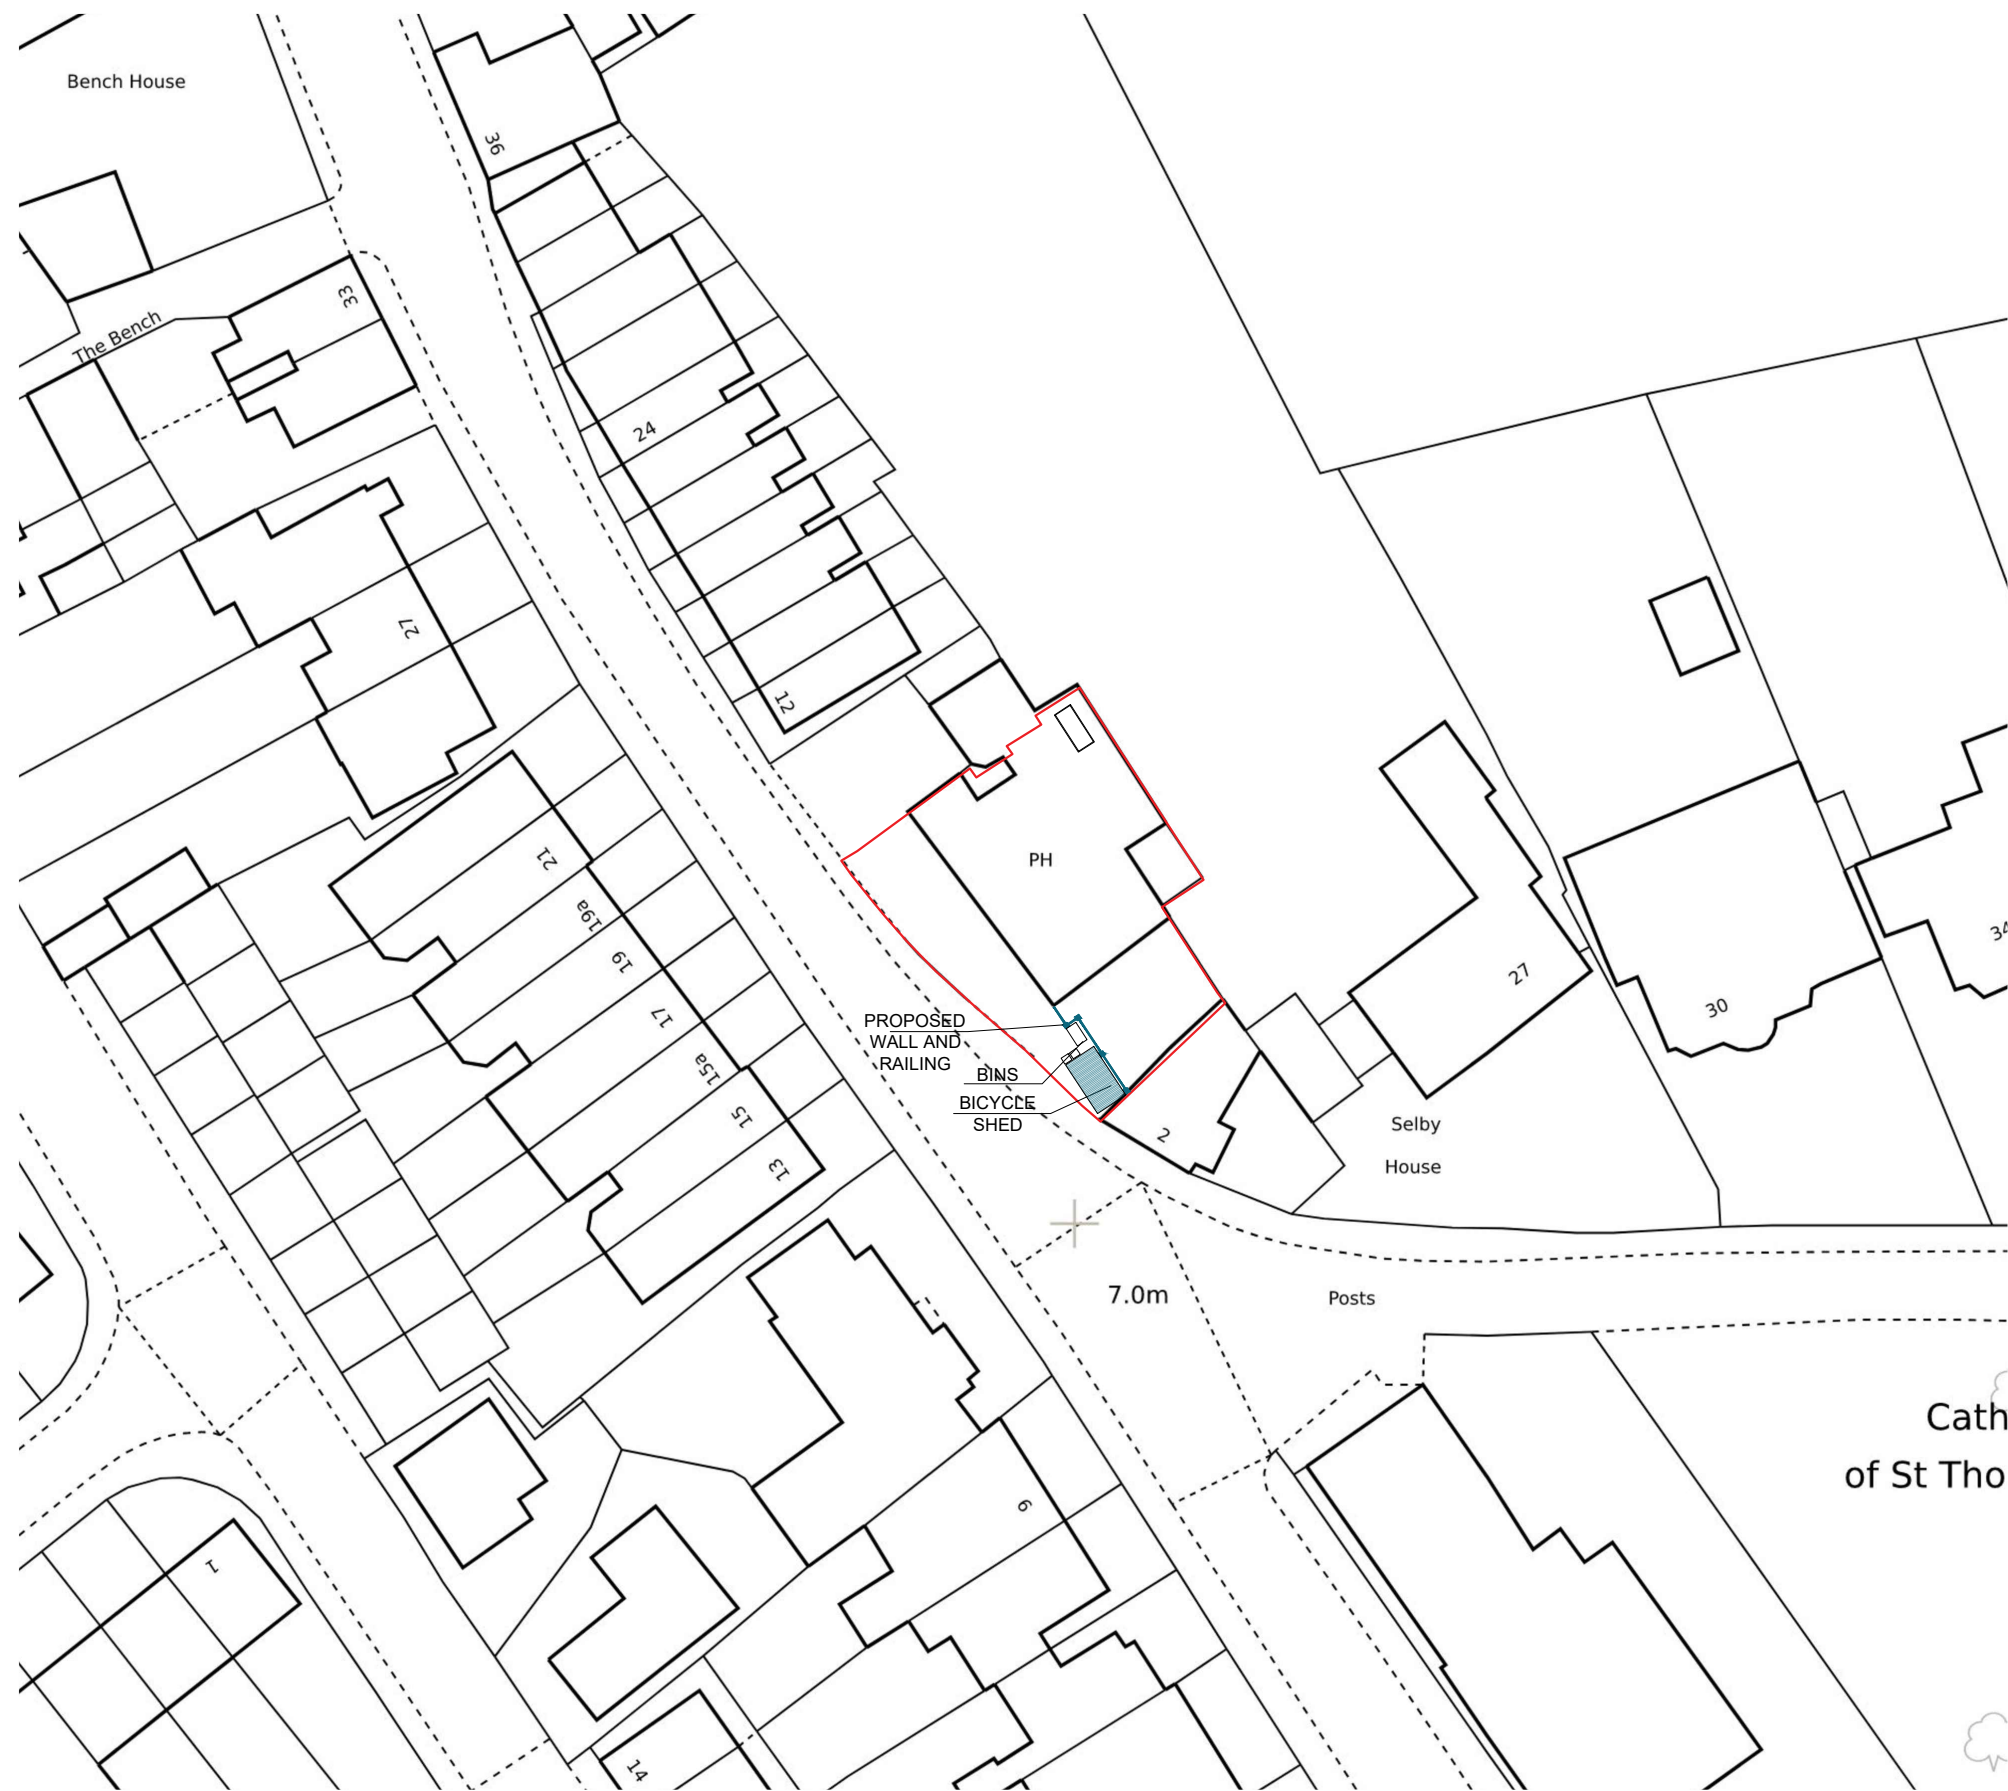 Bench House
36
33
The Bench
24
27
12
21
PH
19a
19
27
34
30
17
PROPOSED
WALL AND
RAILING
15a
BINS
BICYCLE
SHED
15
2
Selby
House
13
7.0m
Posts
Cath
of St Tho
9
1
14